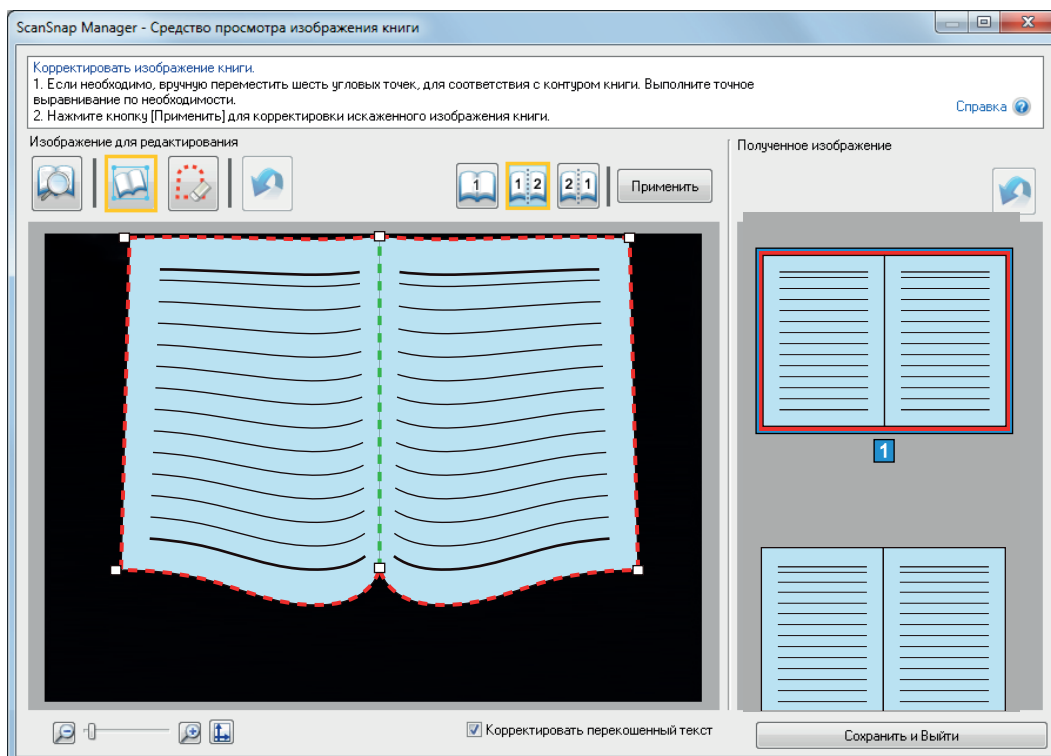 ScanSnap Manager - Средство просмотра изображения книги
Корректировать изображение книги.
1. Если необходимо, вручную переместить шесть угловых точек, для соответствия с контуром книги. Выполните точное
выравнивание по необходимости.
2. Нажмите кнопку [Применить] для корректировки искаженного изображения книги.
Справка
Изображение для редактирования
Полученное изображение
1
1 2
2 1
Применить
1
Корректировать перекошенный текст
Сохранить и Выйти